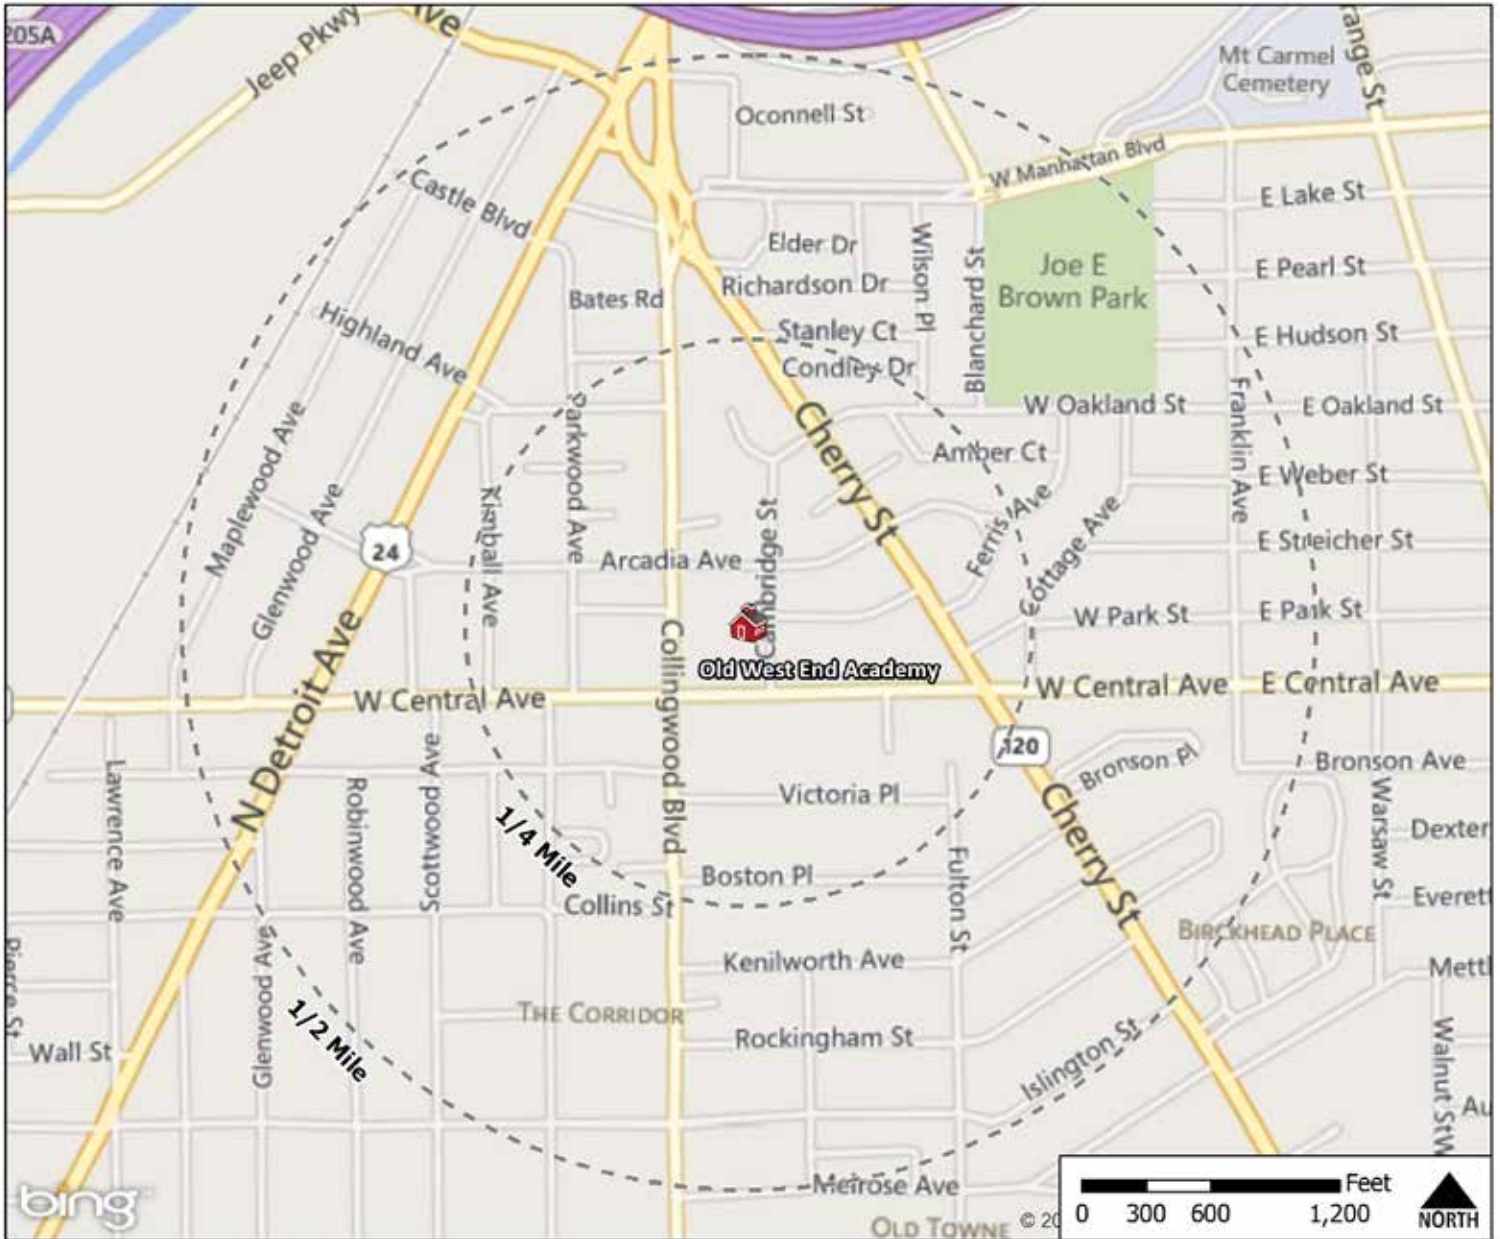 205A
Jeep Pkwy
Ave
Mt Carmel
Cemetery
Oconnell St
W Manhattan Blvd
Castle Blvd
E Lake St
Elder Dr
Wilson Pl
Blanchard St
Joe E
Brown Park
E Pearl St
Richardson Dr
Bates Rd
Highland Ave
Stanley Ct
E Hudson St
Condley Dr
Parkwood Ave
W Oakland St
Franklin Ave
E Oakland St
Cherry St
Amber Ct
Maplewood Ave
Glenwood Ave
Kimball Ave
E Weber St
24
Cambridge St
Ferris Ave
Cottage Ave
Arcadia Ave
E Streicher St
W Park St
E Park St
Old West End Academy
N Detroit Ave
W Central Ave
Collingwood Blvd
W Central Ave
E Central Ave
120
Bronson Pl
Bronson Ave
Lawrence Ave
Robinwood Ave
Scottwood Ave
1/4 Mile
Victoria Pl
Cherry St
Warsaw St
Dexter
Boston Pl
Fulton St
Collins St
Everett
Birckhead Place
Pierce St
Glenwood Ave
Kenilworth Ave
The Corridor
1/2 Mile
Rockingham St
Wall St
Islington St
Walnut St
Melrose Ave
Old Towne
bing
Feet
0 300 600 1,200
NORTH